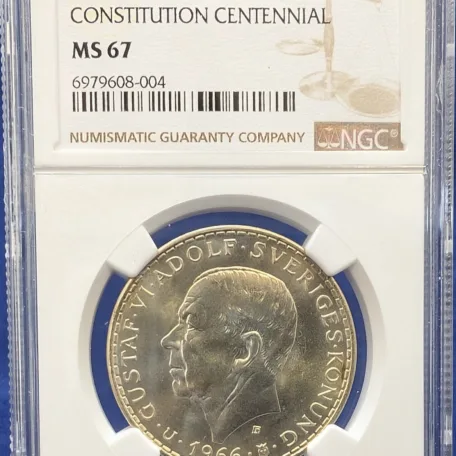 CONSTITUTION CENTENNIAL
MS 67
6979608-004
NUMISMATIC GUARANTY COMPANY
NGC®
GUSTAF·VI·ADOLF·SVERIGES·KONUNG
U·1966·G